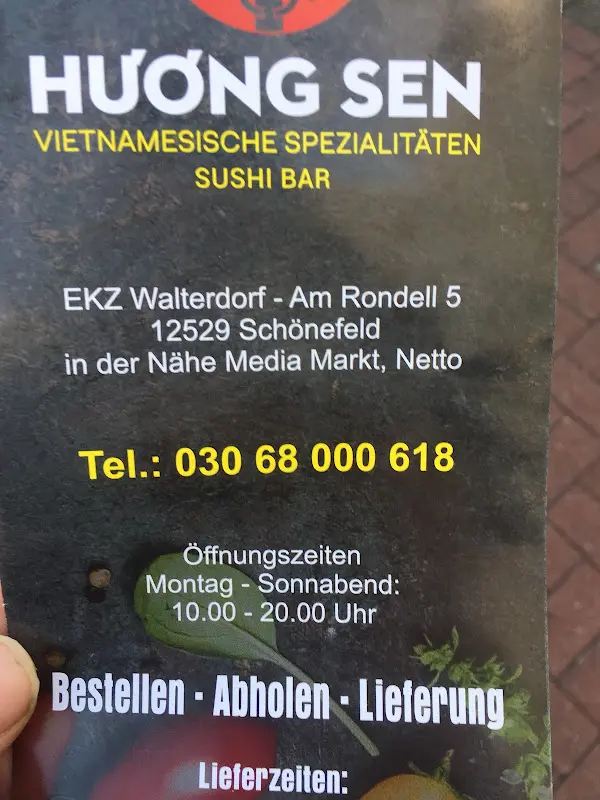 HƯƠNG SEN
VIETNAMESISCHE SPEZIALITÄTEN
SUSHI BAR
EKZ Walterdorf - Am Rondell 5
12529 Schönefeld
in der Nähe Media Markt, Netto
Tel.: 030 68 000 618
Öffnungszeiten
Montag - Sonnabend:
10.00 - 20.00 Uhr
Bestellen - Abholen - Lieferung
Lieferzeiten: